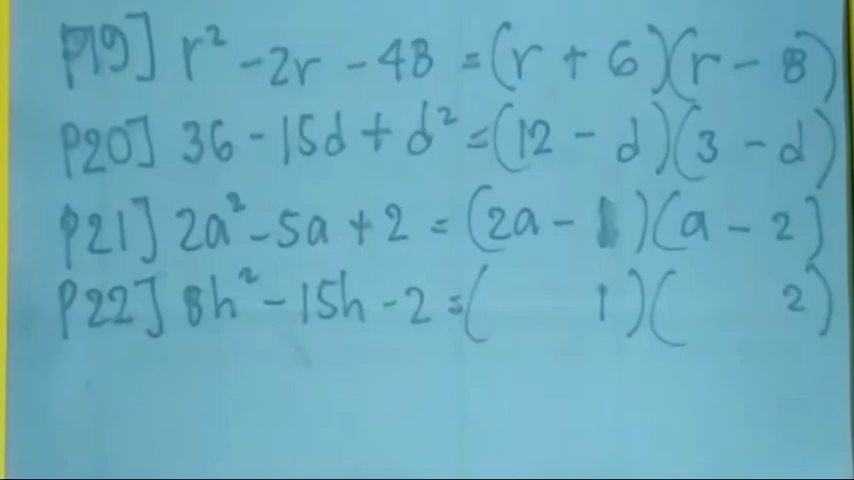 P19] r² - 2r - 48 = (r + 6)(r - 8)
P20] 36 - 15d + d² = (12 - d)(3 - d)
P21] 2a² - 5a + 2 = (2a - 1)(a - 2)
P22] 8h² - 15h - 2 = ( 1)( 2)